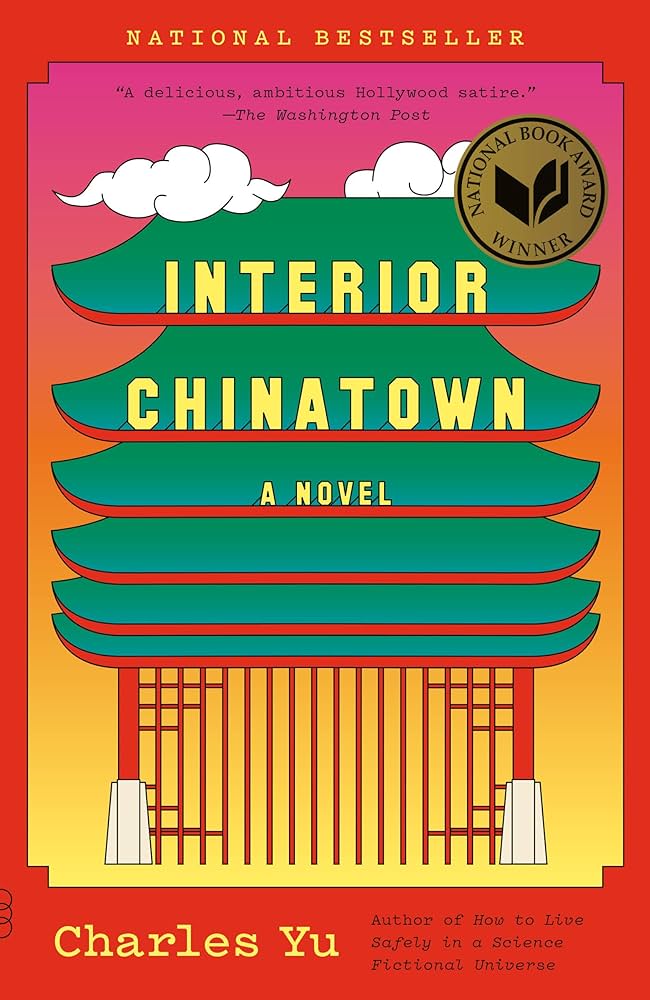 NATIONAL BESTSELLER
“A delicious, ambitious Hollywood satire.”
—The Washington Post
NATIONAL BOOK AWARD
WINNER
INTERIOR
CHINATOWN
A NOVEL
Charles Yu
Author of How to Live
Safely in a Science
Fictional Universe